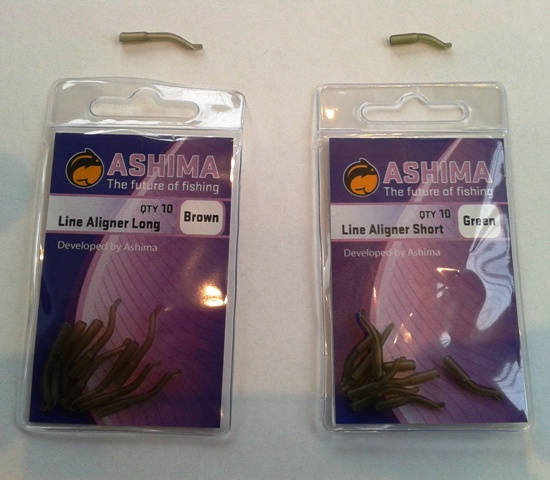 ASHIMA
The future of fishing
QTY 10
Line Aligner Long
Brown
Developed by Ashima
ASHIMA
The future of fishing
QTY 10
Line Aligner Short
Green
Developed by Ashima